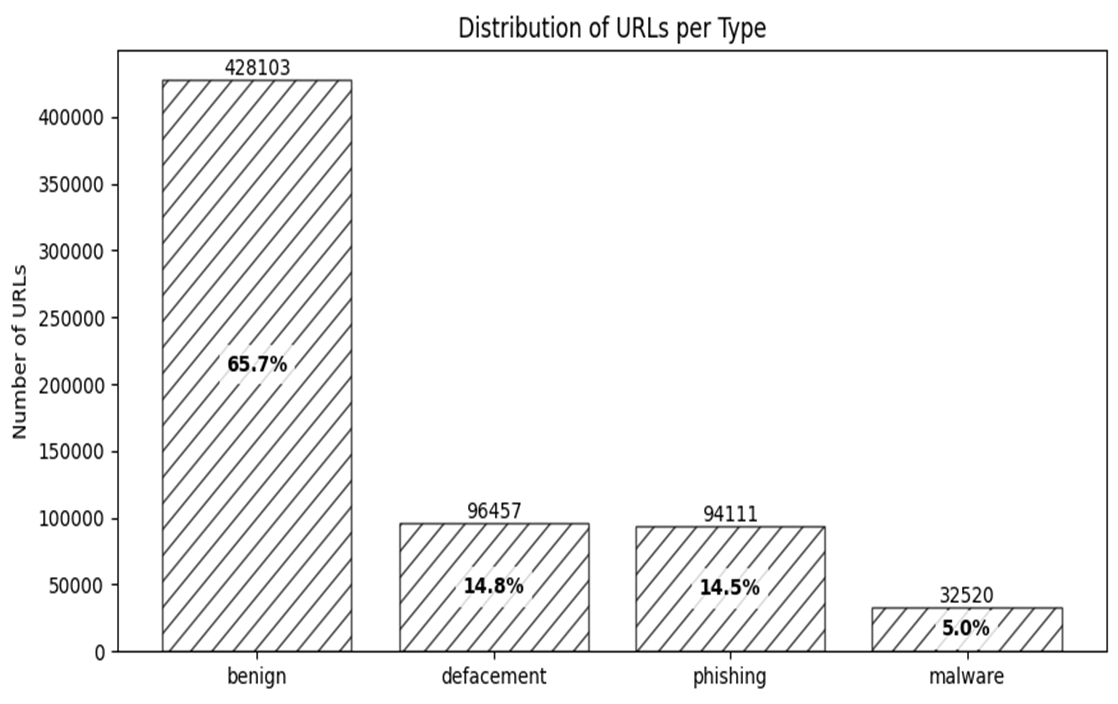 Distribution of URLs per Type
Number of URLs
400000
350000
300000
250000
200000
150000
100000
50000
0
428103
65.7%
96457
14.8%
94111
14.5%
32520
5.0%
benign
defacement
phishing
malware